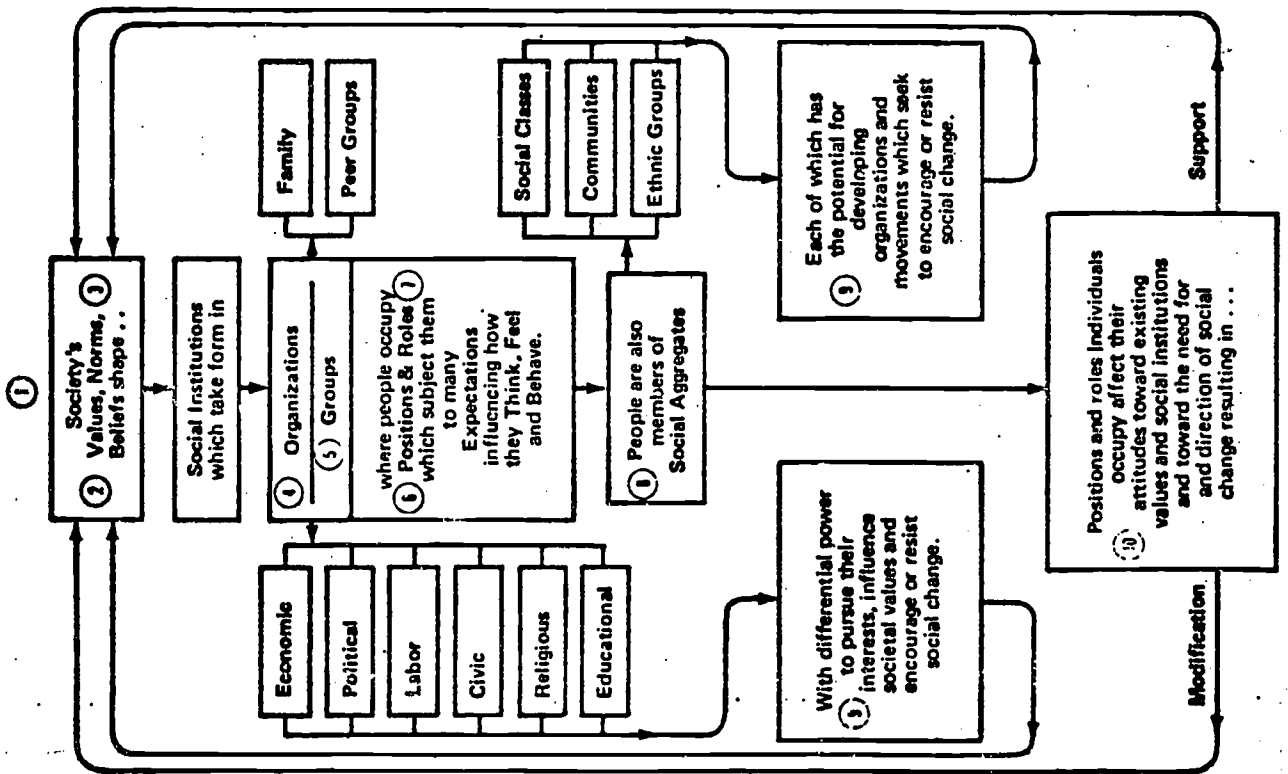 1
Society's
2 Values, Norms, 3
Beliefs shape . .
Social Institutions
which take form in
4 Organizations
5 Groups
where people occupy
6 Positions & Roles 7
which subject them
to many
Expectations
influencing how
they Think, Feel
and Behave.
Family
Peer Groups
Economic
Political
Labor
Civic
Religious
Educational
8 People are also
members of
Social Aggregates
Social Classes
Communities
Ethnic Groups
With differential power
to pursue their
9 interests, influence
societal values and
encourage or resist
social change.
Each of which has
the potential for
9 developing
organizations and
movements which seek
to encourage or resist
social change.
Positions and roles Individuals
occupy affect their
10 attitudes toward existing
values and social institutions
and toward the need for
and direction of social
change resulting in . . .
Modification
Support